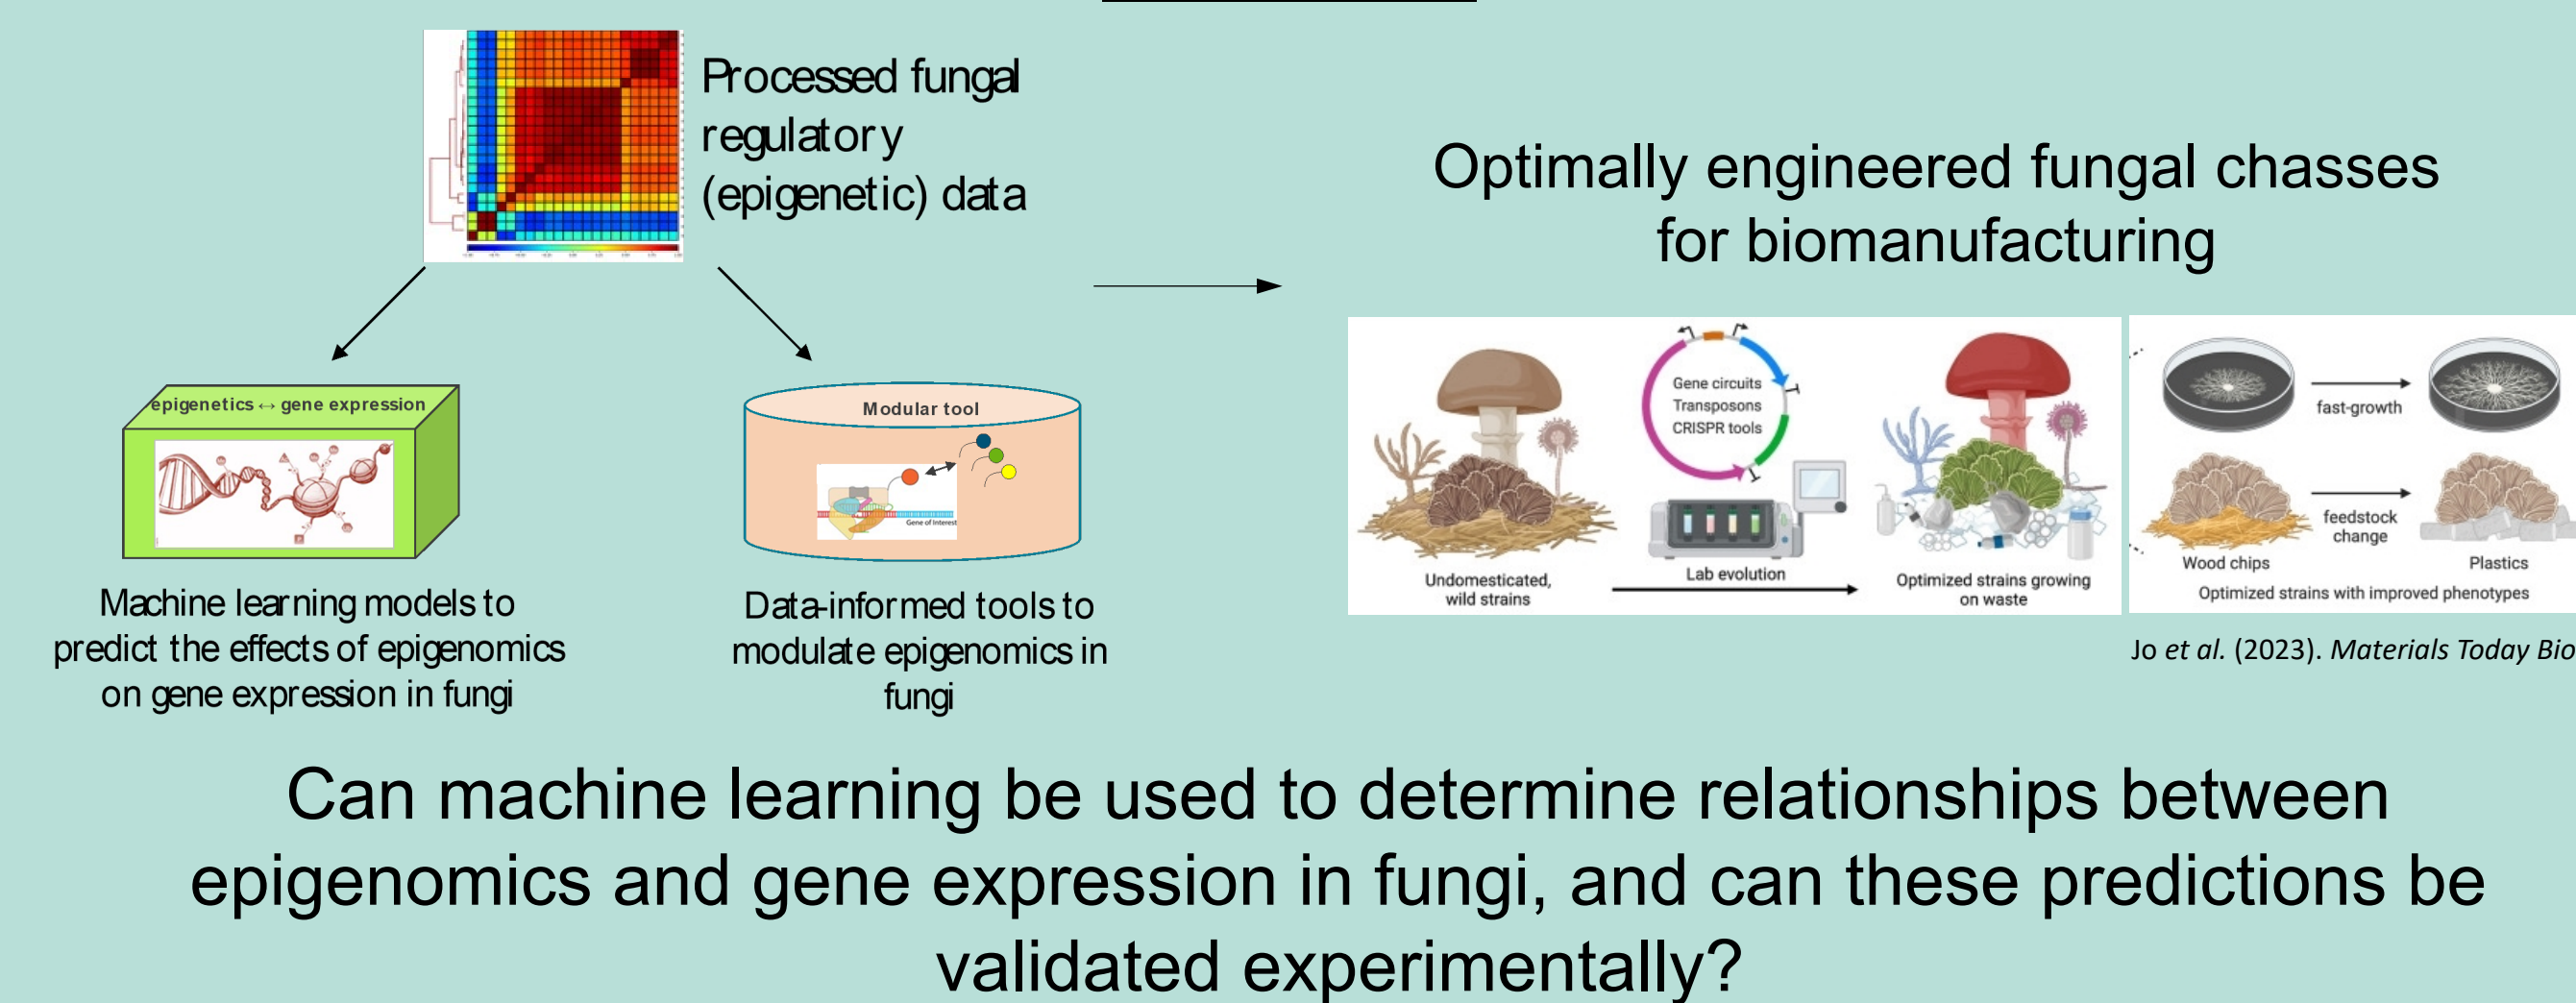 Processed fungal
regulatory
(epigenetic) data
Optimally engineered fungal chasses
for biomanufacturing
epigenetics ↔ gene expression
Modular tool
Gene of Interest
Machine learning models to
predict the effects of epigenomics
on gene expression in fungi
Data-informed tools to
modulate epigenomics in
fungi
Gene circuits
Transposons
CRISPR tools
Undomesticated,
wild strains
Lab evolution
Optimized strains growing
on waste
fast-growth
feedstock
change
Wood chips
Plastics
Optimized strains with improved phenotypes
Jo et al. (2023). Materials Today Bio
Can machine learning be used to determine relationships between
epigenomics and gene expression in fungi, and can these predictions be
validated experimentally?